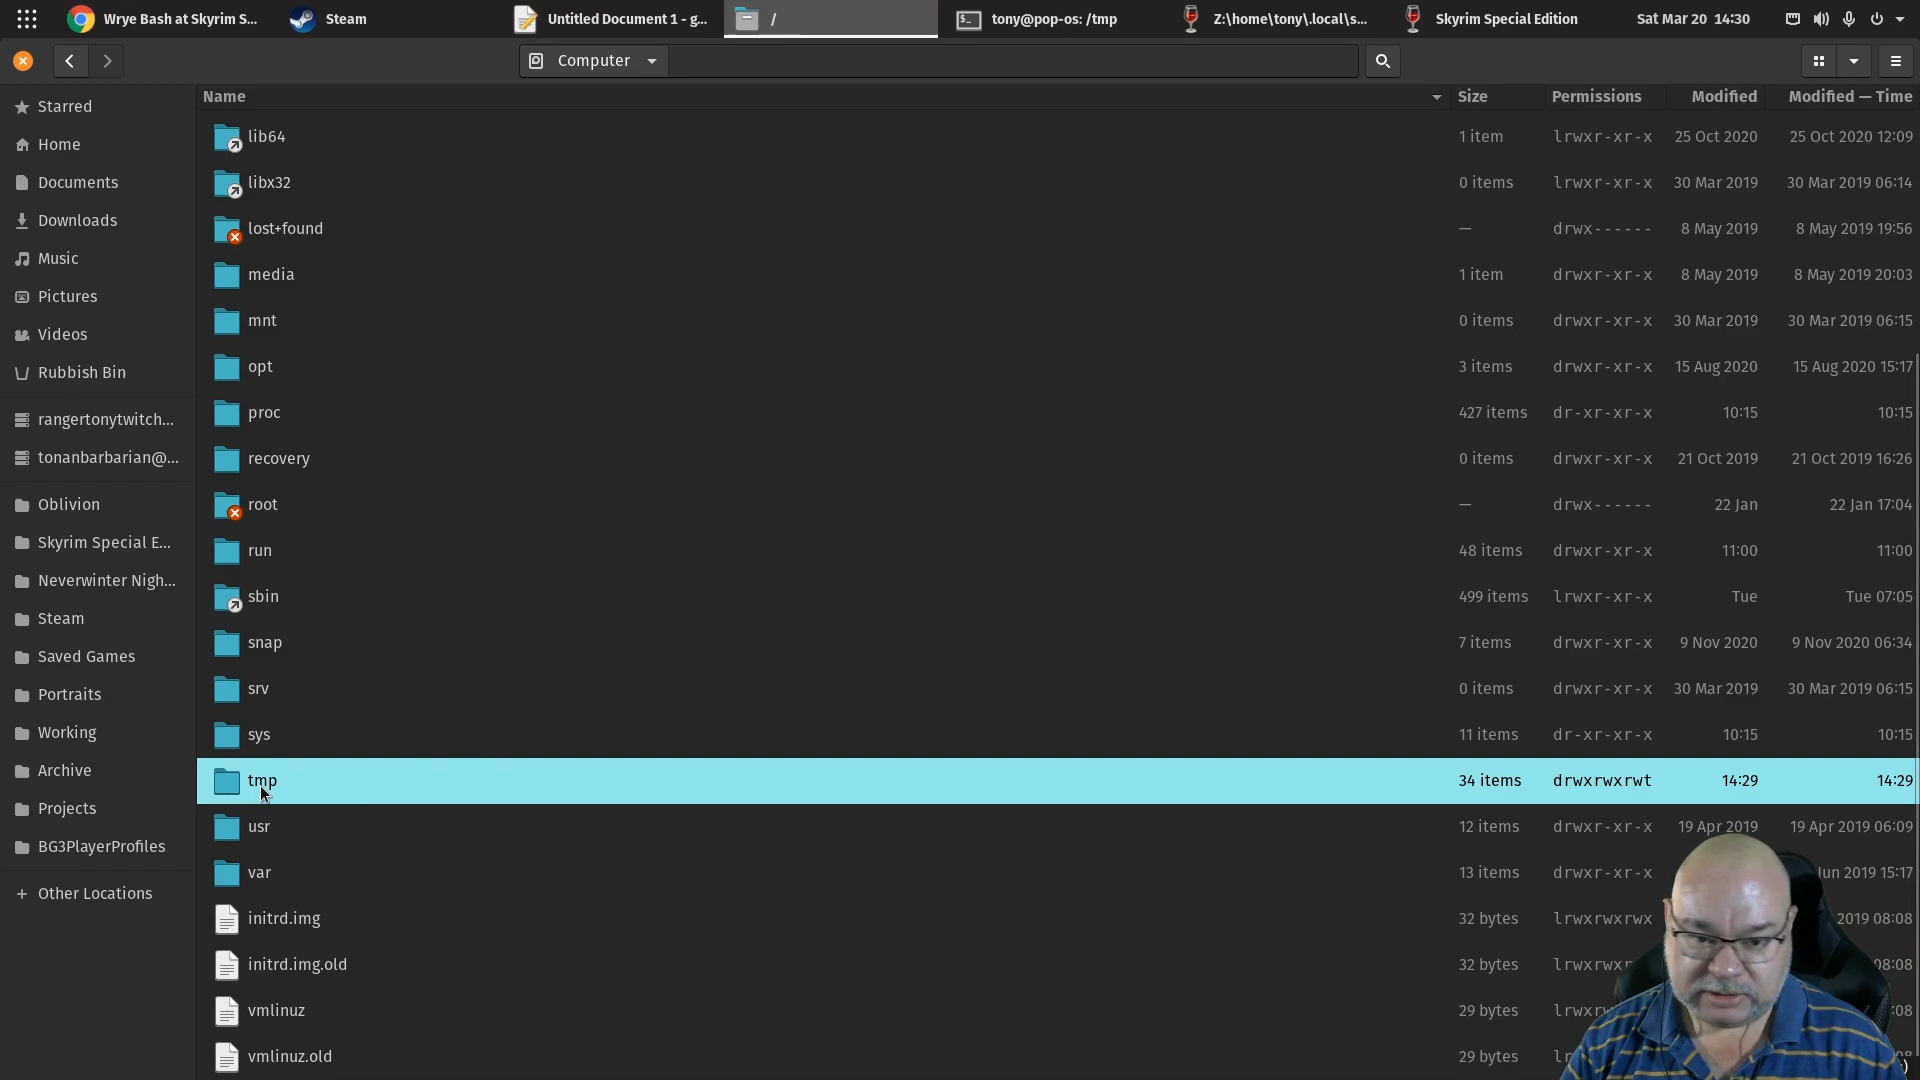 Wrye Bash at Skyrim S... Steam Untitled Document 1 - g... / tony@pop-os: /tmp Z:\home\tony\.local\s... Skyrim Special Edition Sat Mar 20 14:30
Computer
Starred
Home
Documents
Downloads
Music
Pictures
Videos
Rubbish Bin
rangertonytwitch...
tonanbarbarian@...
Oblivion
Skyrim Special E...
Neverwinter Nigh...
Steam
Saved Games
Portraits
Working
Archive
Projects
BG3PlayerProfiles
+ Other Locations
Name Size Permissions Modified Modified — Time
lib64 1 item lrwxr-xr-x 25 Oct 2020 25 Oct 2020 12:09
libx32 0 items lrwxr-xr-x 30 Mar 2019 30 Mar 2019 06:14
lost+found — drwx------ 8 May 2019 8 May 2019 19:56
media 1 item drwxr-xr-x 8 May 2019 8 May 2019 20:03
mnt 0 items drwxr-xr-x 30 Mar 2019 30 Mar 2019 06:15
opt 3 items drwxr-xr-x 15 Aug 2020 15 Aug 2020 15:17
proc 427 items dr-xr-xr-x 10:15 10:15
recovery 0 items drwxr-xr-x 21 Oct 2019 21 Oct 2019 16:26
root — drwx------ 22 Jan 22 Jan 17:04
run 48 items drwxr-xr-x 11:00 11:00
sbin 499 items lrwxr-xr-x Tue Tue 07:05
snap 7 items drwxr-xr-x 9 Nov 2020 9 Nov 2020 06:34
srv 0 items drwxr-xr-x 30 Mar 2019 30 Mar 2019 06:15
sys 11 items dr-xr-xr-x 10:15 10:15
tmp 34 items drwxrwxrwt 14:29 14:29
usr 12 items drwxr-xr-x 19 Apr 2019 19 Apr 2019 06:09
var 13 items drwxr-xr-x 2019 15:17
initrd.img 32 bytes lrwxrwxrwx 2019 08:08
initrd.img.old 32 bytes 08:08
vmlinuz 29 bytes :08
vmlinuz.old 29 bytes